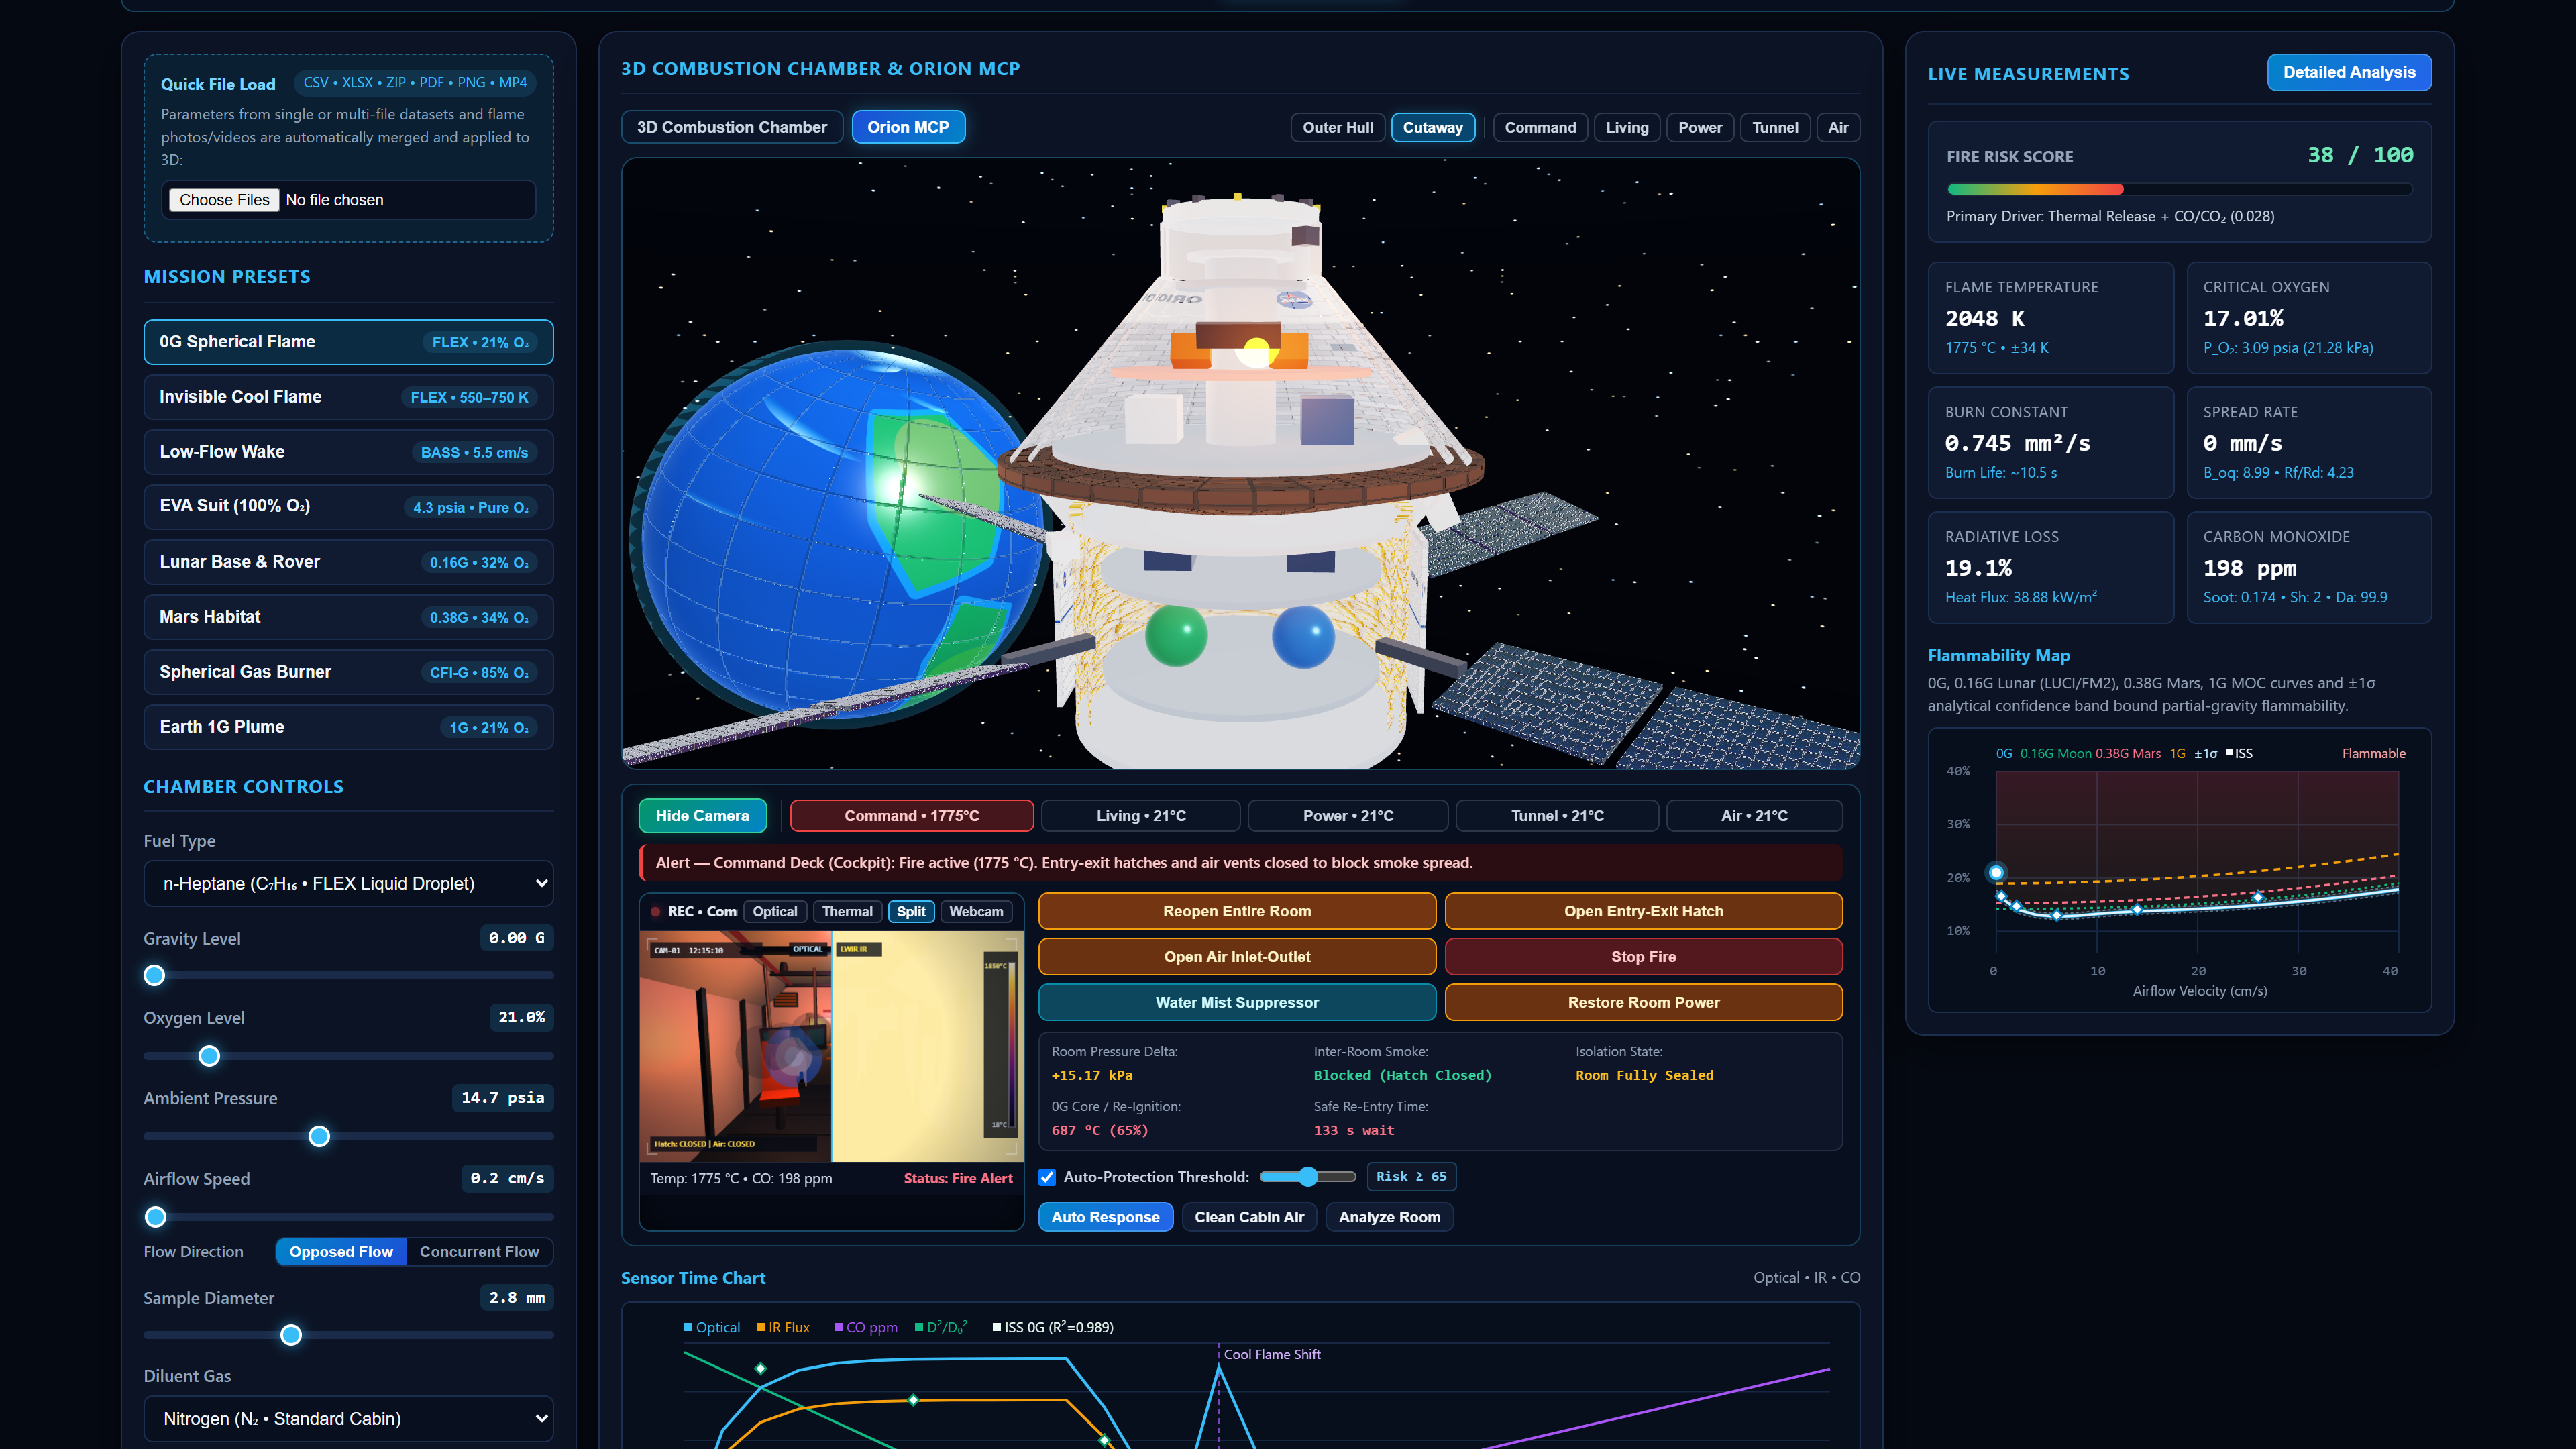 Quick File Load
CSV • XLSX • ZIP • PDF • PNG • MP4
Parameters from single or multi-file datasets and flame
photos/videos are automatically merged and applied to
3D:
Choose Files No file chosen
MISSION PRESETS
0G Spherical Flame
FLEX • 21% O₂
Invisible Cool Flame
FLEX • 550–750 K
Low-Flow Wake
BASS • 5.5 cm/s
EVA Suit (100% O₂)
4.3 psia • Pure O₂
Lunar Base & Rover
0.16G • 32% O₂
Mars Habitat
0.38G • 34% O₂
Spherical Gas Burner
CFI-G • 85% O₂
Earth 1G Plume
1G • 21% O₂
CHAMBER CONTROLS
Fuel Type
n-Heptane (C₇H₁₆ • FLEX Liquid Droplet)
Gravity Level
0.00 G
Oxygen Level
21.0%
Ambient Pressure
14.7 psia
Airflow Speed
0.2 cm/s
Flow Direction
Opposed Flow
Concurrent Flow
Sample Diameter
2.8 mm
Diluent Gas
Nitrogen (N₂ • Standard Cabin)
3D COMBUSTION CHAMBER & ORION MCP
3D Combustion Chamber
Orion MCP
Outer Hull
Cutaway
Command
Living
Power
Tunnel
Air
Hide Camera
Command • 1775°C
Living • 21°C
Power • 21°C
Tunnel • 21°C
Air • 21°C
Alert — Command Deck (Cockpit): Fire active (1775 °C). Entry-exit hatches and air vents closed to block smoke spread.
REC • Com
Optical
Thermal
Split
Webcam
CAM-01 12:15:10
OPTICAL
LWIR IR
1850°C
18°C
Hatch: CLOSED | Air: CLOSED
Temp: 1775 °C • CO: 198 ppm
Status: Fire Alert
Reopen Entire Room
Open Entry-Exit Hatch
Open Air Inlet-Outlet
Stop Fire
Water Mist Suppressor
Restore Room Power
Room Pressure Delta:
+15.17 kPa
Inter-Room Smoke:
Blocked (Hatch Closed)
Isolation State:
Room Fully Sealed
0G Core / Re-Ignition:
687 °C (65%)
Safe Re-Entry Time:
133 s wait
Auto-Protection Threshold:
Risk ≥ 65
Auto Response
Clean Cabin Air
Analyze Room
Sensor Time Chart
Optical • IR • CO
Optical
IR Flux
CO ppm
D²/D₀²
ISS 0G (R²=0.989)
Cool Flame Shift
LIVE MEASUREMENTS
Detailed Analysis
FIRE RISK SCORE
38 / 100
Primary Driver: Thermal Release + CO/CO₂ (0.028)
FLAME TEMPERATURE
2048 K
1775 °C • ±34 K
CRITICAL OXYGEN
17.01%
P_O₂: 3.09 psia (21.28 kPa)
BURN CONSTANT
0.745 mm²/s
Burn Life: ~10.5 s
SPREAD RATE
0 mm/s
B_oq: 8.99 • Rf/Rd: 4.23
RADIATIVE LOSS
19.1%
Heat Flux: 38.88 kW/m²
CARBON MONOXIDE
198 ppm
Soot: 0.174 • Sh: 2 • Da: 99.9
Flammability Map
0G, 0.16G Lunar (LUCI/FM2), 0.38G Mars, 1G MOC curves and ±1σ
analytical confidence band bound partial-gravity flammability.
0G
0.16G Moon
0.38G Mars
1G
±1σ
ISS
Flammable
40%
30%
20%
10%
0
10
20
30
40
Airflow Velocity (cm/s)